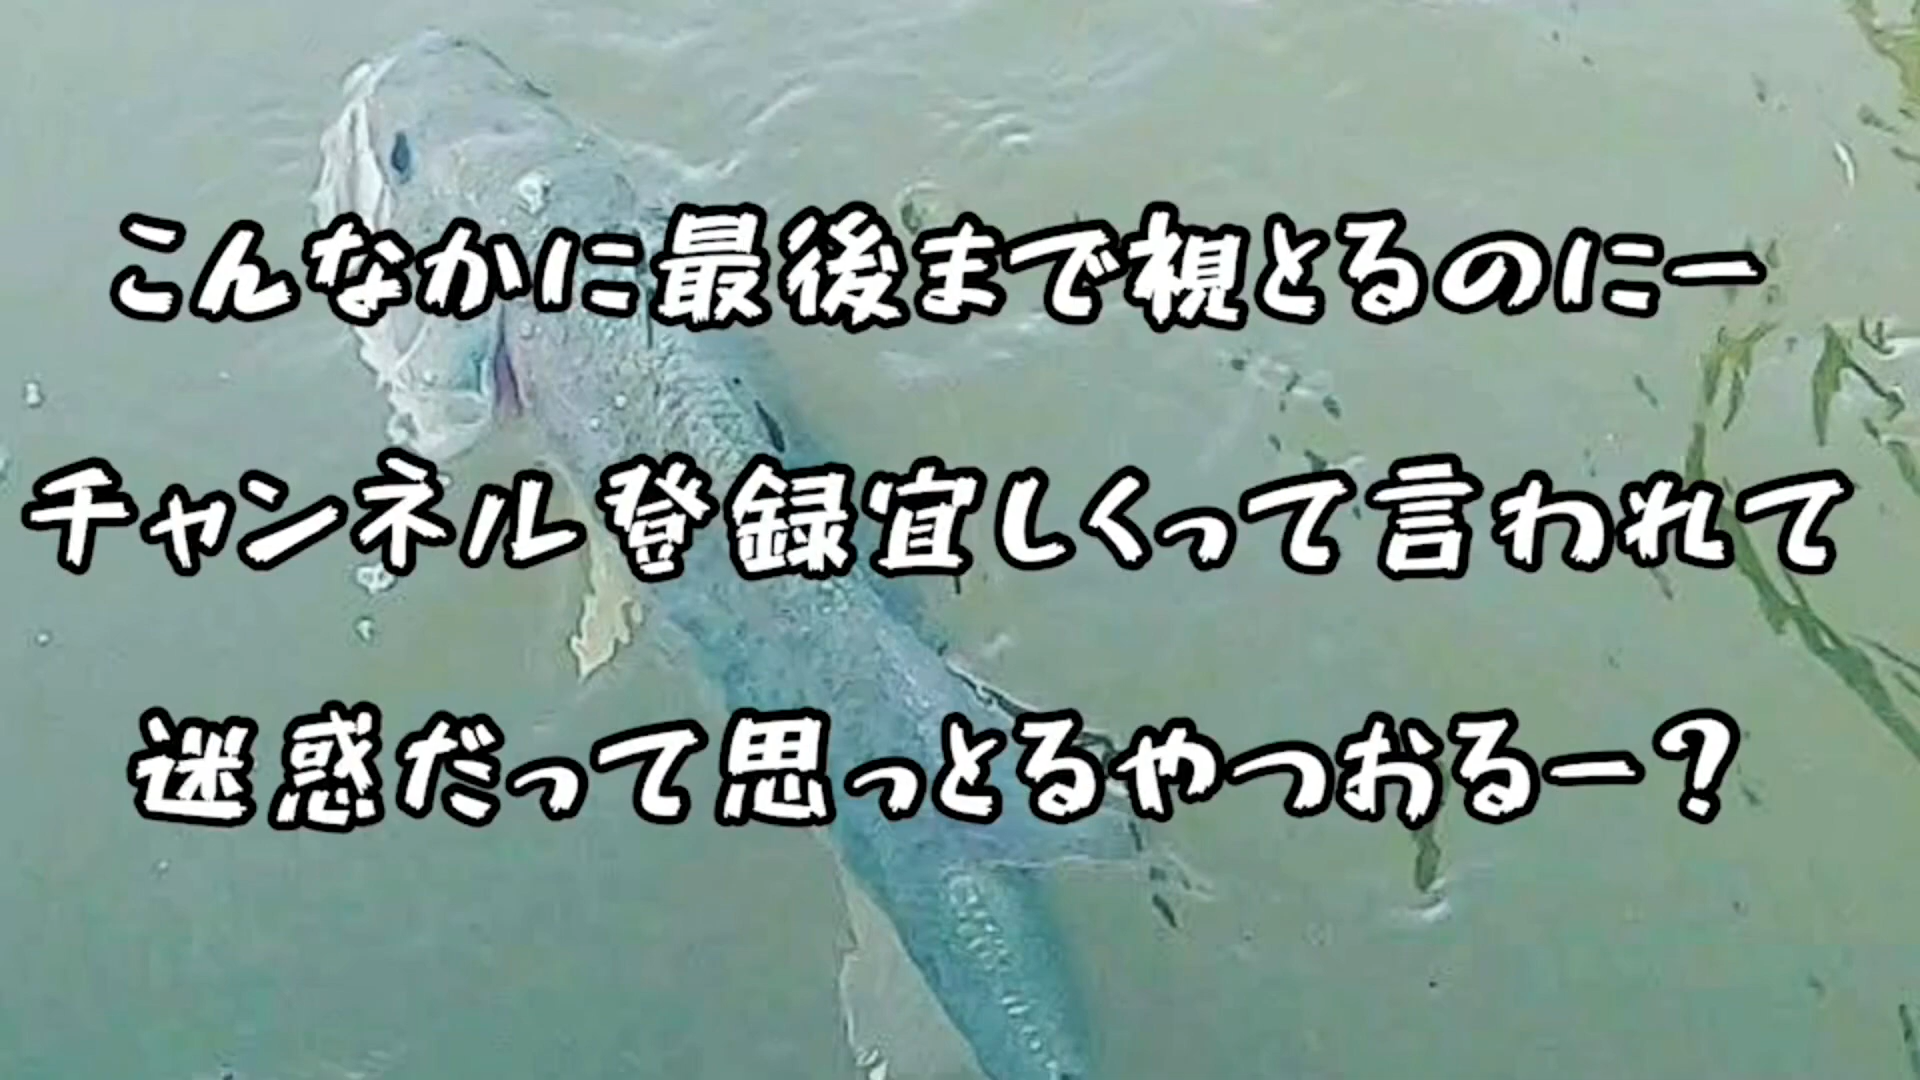 こんなかに最後まで視とるのにー
チャンネル登録宜しくって言われて
迷惑だって思っとるやつおるー？